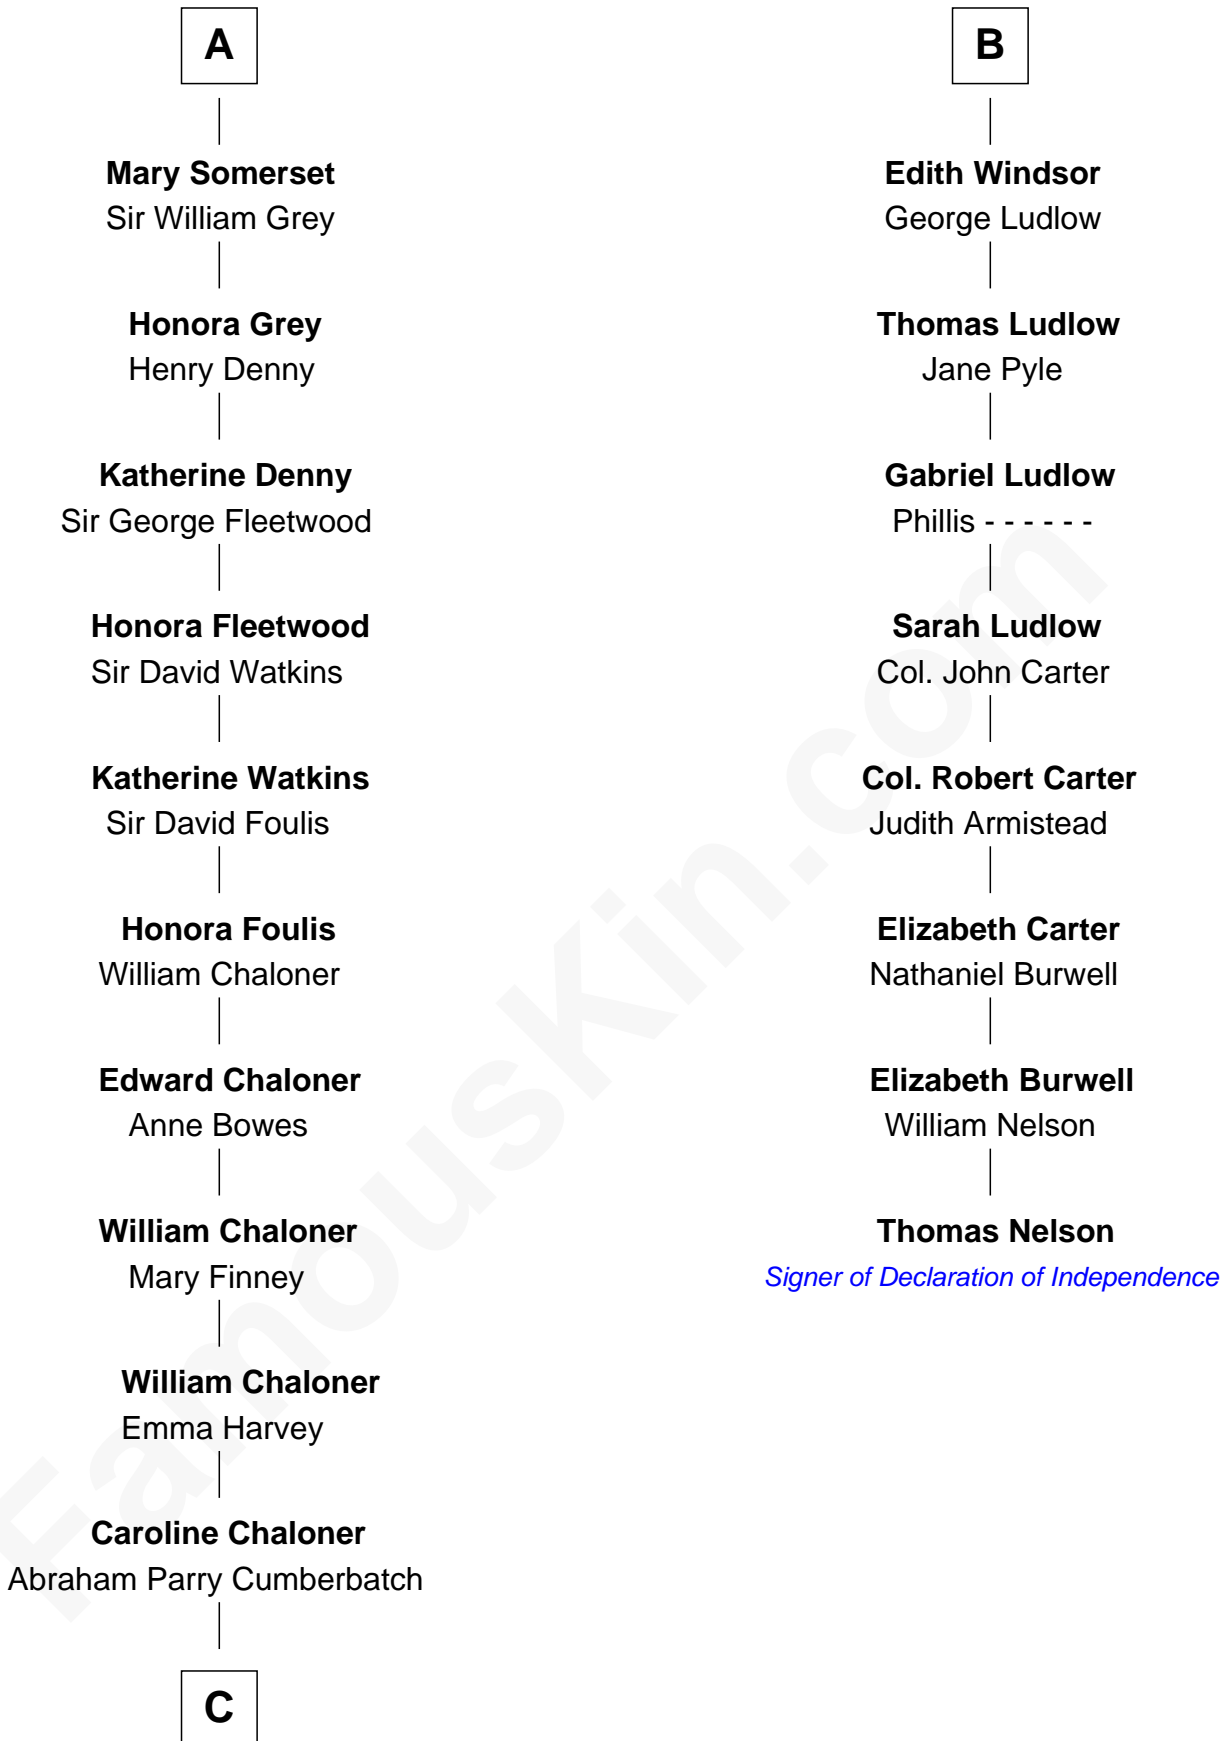 A
Mary Somerset
Sir William Grey
Honora Grey
Henry Denny
Katherine Denny
Sir George Fleetwood
Honora Fleetwood
Sir David Watkins
Katherine Watkins
Sir David Foulis
Honora Foulis
William Chaloner
Edward Chaloner
Anne Bowes
William Chaloner
Mary Finney
William Chaloner
Emma Harvey
Caroline Chaloner
Abraham Parry Cumberbatch
C
B
Edith Windsor
George Ludlow
Thomas Ludlow
Jane Pyle
Gabriel Ludlow
Phillis - - - - - -
Sarah Ludlow
Col. John Carter
Col. Robert Carter
Judith Armistead
Elizabeth Carter
Nathaniel Burwell
Elizabeth Burwell
William Nelson
Thomas Nelson
Signer of Declaration of Independence
FamousKin.com